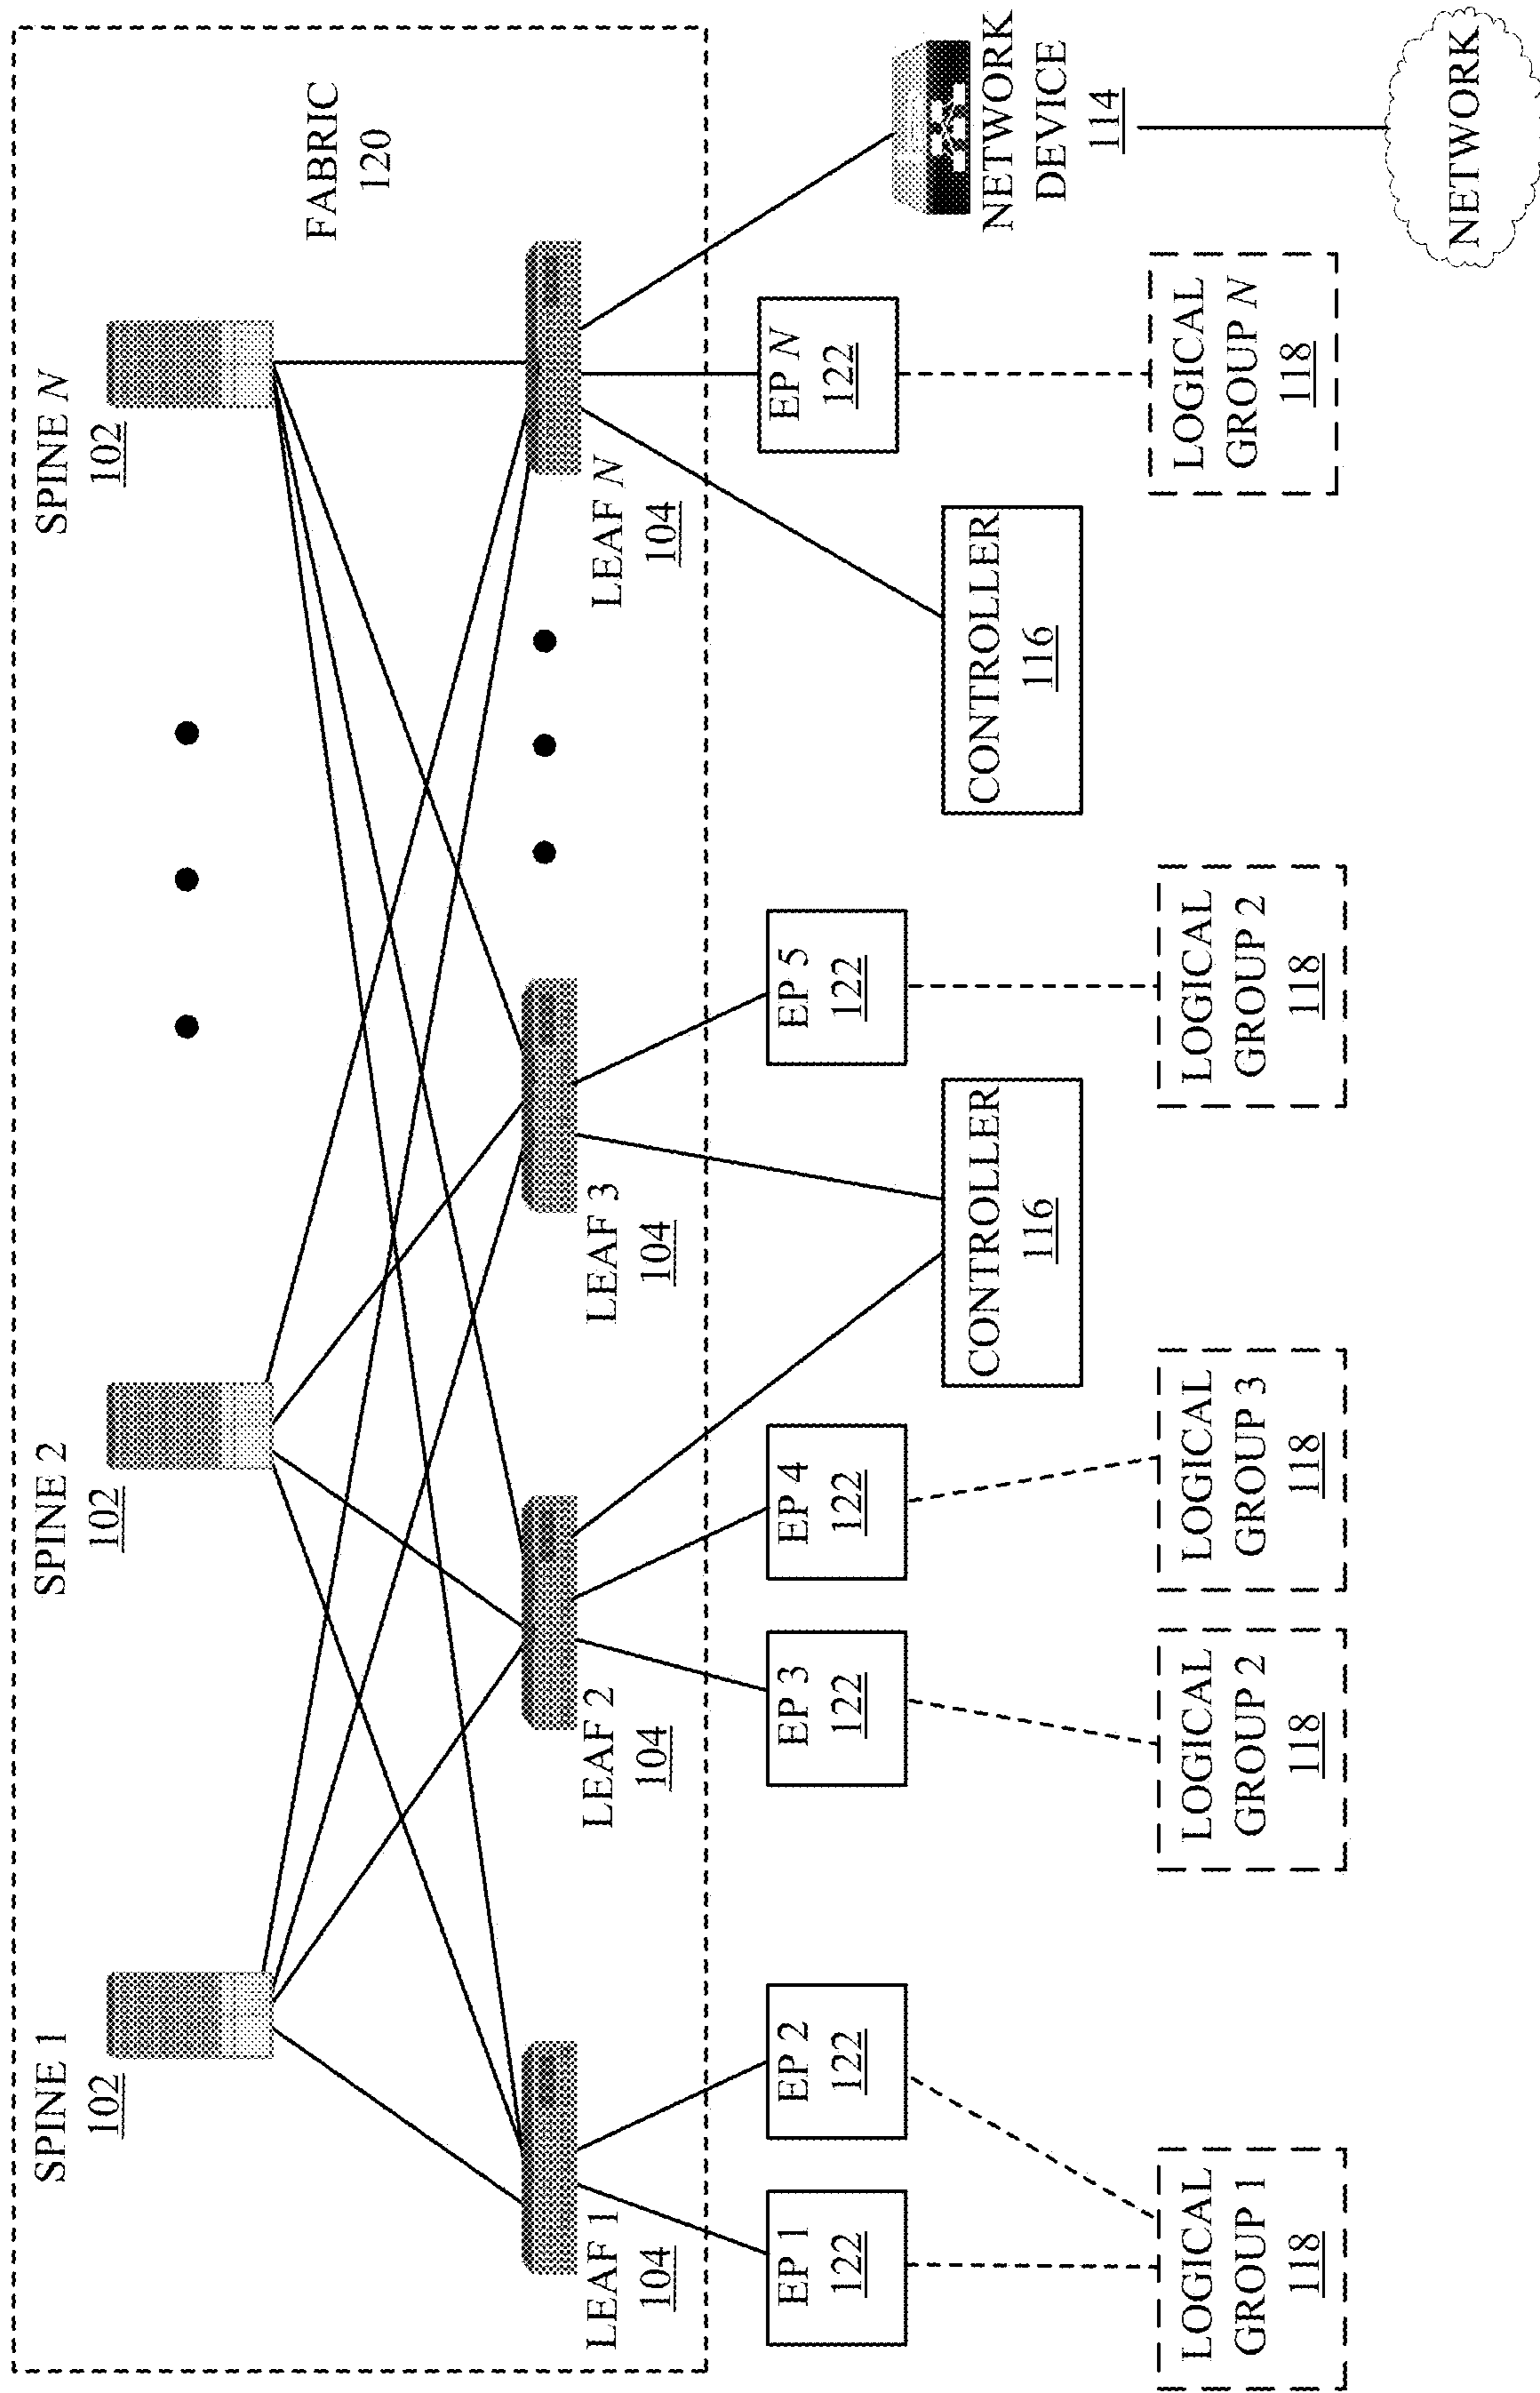 SPINE 1
102
SPINE 2
102
SPINE N
102
FABRIC
120
LEAF 1
104
LEAF 2
104
LEAF 3
104
LEAF N
104
EP 1
122
EP 2
122
EP 3
122
EP 4
122
EP 5
122
EP N
122
CONTROLLER
116
CONTROLLER
116
NETWORK
DEVICE
114
LOGICAL
GROUP 1
118
LOGICAL
GROUP 2
118
LOGICAL
GROUP 3
118
LOGICAL
GROUP 2
118
LOGICAL
GROUP N
118
NETWORK